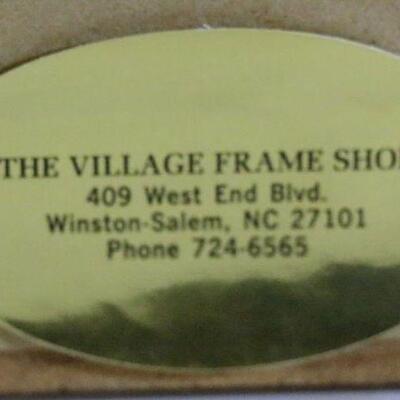 THE VILLAGE FRAME SHO
409 West End Blvd.
Winston-Salem, NC 27101
Phone 724-6565